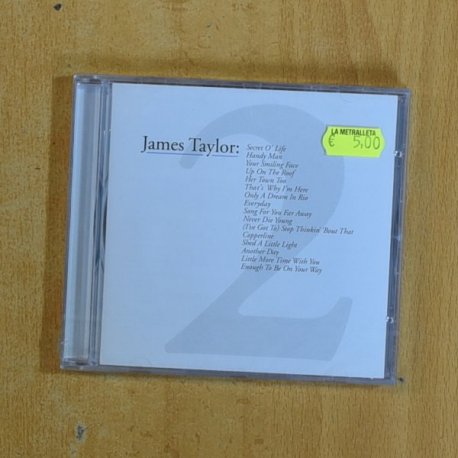 LA METRALLETA
€ 5,00
James Taylor:
Secret O' Life
Handy Man
Your Smiling Face
Up On The Roof
Her Town Too
That's Why I'm Here
Only A Dream In Rio
Everyday
Song For You Far Away
Never Die Young
(I've Got To) Stop Thinkin' 'Bout That
Copperline
Shed A Little Light
Another Day
Little More Time With You
Enough To Be On Your Way
2